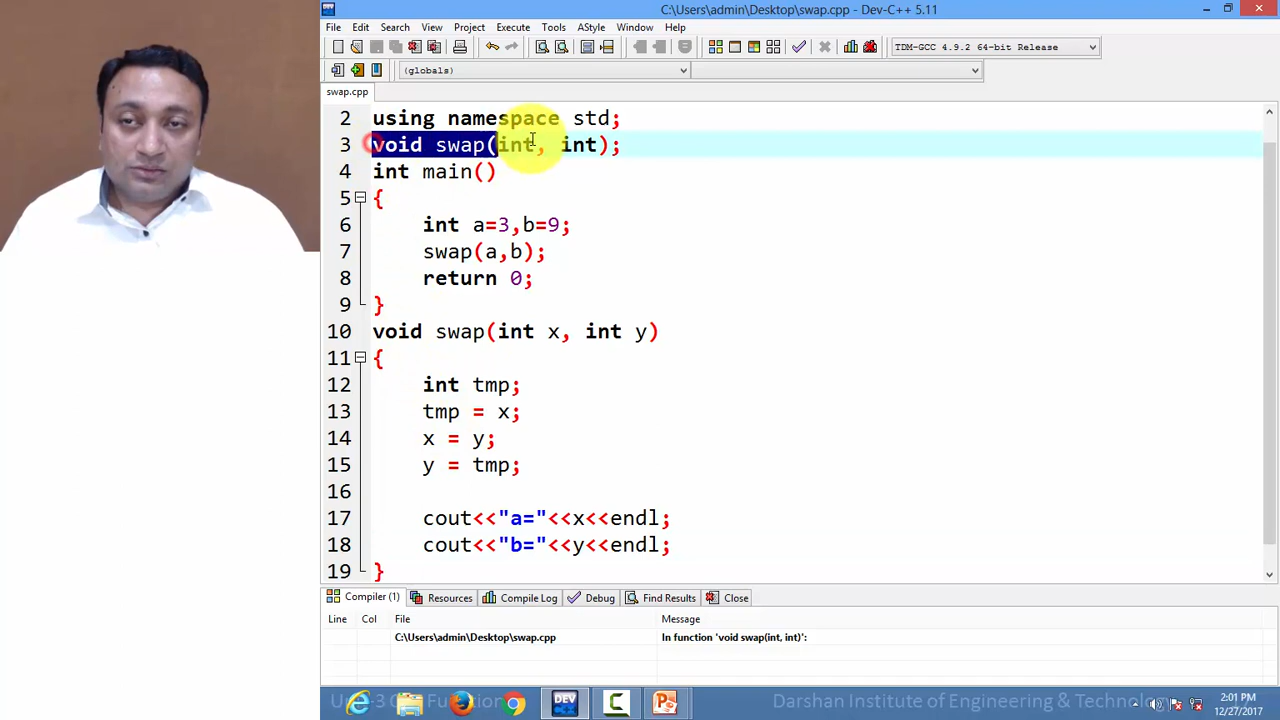 C:\Users\admin\Desktop\swap.cpp - Dev-C++ 5.11
File Edit Search View Project Execute Tools AStyle Window Help
TDM-GCC 4.9.2 64-bit Release
(globals)
swap.cpp
2 using namespace std;
3 void swap(int, int);
4 int main()
5 {
6 int a=3,b=9;
7 swap(a,b);
8 return 0;
9 }
10 void swap(int x, int y)
11 {
12 int tmp;
13 tmp = x;
14 x = y;
15 y = tmp;
16
17 cout<<"a="<<x<<endl;
18 cout<<"b="<<y<<endl;
19 }
Compiler (1) Resources Compile Log Debug Find Results Close
Line Col File Message
C:\Users\admin\Desktop\swap.cpp In function 'void swap(int, int)':
DEV
Darshan Institute of Engineering & Technology
2:01 PM
12/27/2017